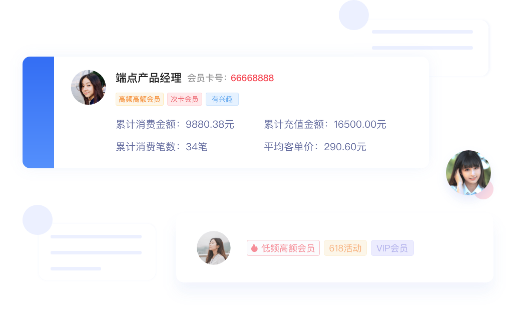 端点产品经理 会员卡号：66668888
高频高额会员 次卡会员 有兴趣
累计消费金额：9880.38元 累计充值金额：16500.00元
累计消费笔数：34笔 平均客单价：290.60元
低频高额会员 618活动 VIP会员